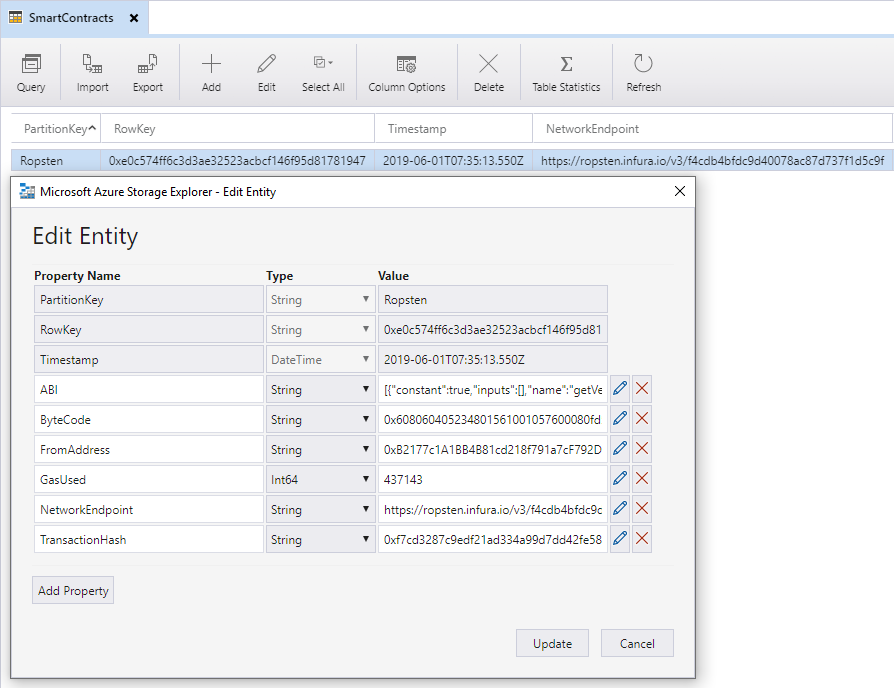 SmartContracts
Query Import Export Add Edit Select All Column Options Delete Table Statistics Refresh
PartitionKey RowKey Timestamp NetworkEndpoint
Ropsten 0xe0c574ff6c3d3ae32523acbcf146f95d81781947 2019-06-01T07:35:13.550Z https://ropsten.infura.io/v3/f4cdb4bfdc9d40078ac87d737f1d5c9f
Microsoft Azure Storage Explorer - Edit Entity
Edit Entity
Property Name Type Value
PartitionKey String Ropsten
RowKey String 0xe0c574ff6c3d3ae32523acbcf146f95d81
Timestamp DateTime 2019-06-01T07:35:13.550Z
ABI String [{"constant":true,"inputs":[],"name":"getVe
ByteCode String 0x608060405234801561001057600080fd
FromAddress String 0xB2177c1A1BB4B81cd218f791a7cF792D
GasUsed Int64 437143
NetworkEndpoint String https://ropsten.infura.io/v3/f4cdb4bfdc9c
TransactionHash String 0xf7cd3287c9edf21ad334a99d7dd42fe58
Add Property
Update Cancel